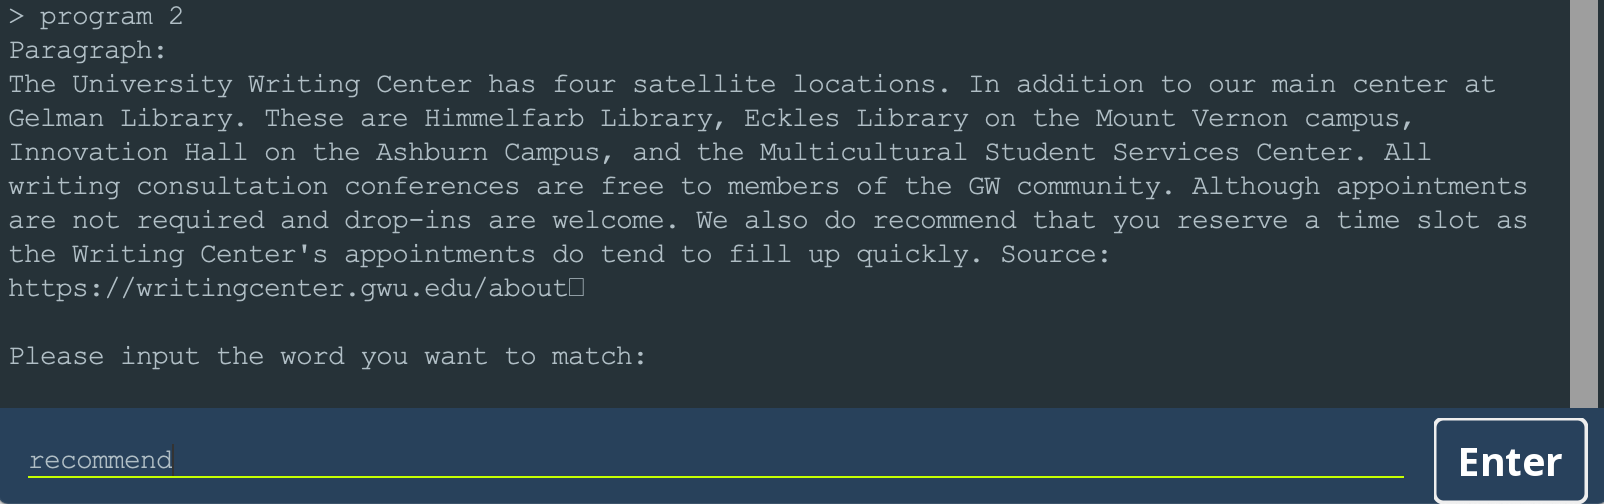 > program 2
Paragraph:
The University Writing Center has four satellite locations. In addition to our main center at
Gelman Library. These are Himmelfarb Library, Eckles Library on the Mount Vernon campus,
Innovation Hall on the Ashburn Campus, and the Multicultural Student Services Center. All
writing consultation conferences are free to members of the GW community. Although appointments
are not required and drop-ins are welcome. We also do recommend that you reserve a time slot as
the Writing Center's appointments do tend to fill up quickly. Source:
https://writingcenter.gwu.edu/about□
Please input the word you want to match:
recommend
Enter